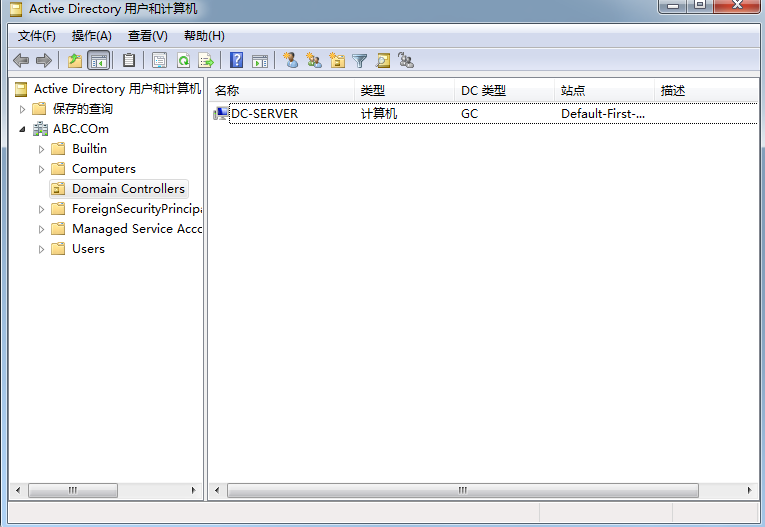 Active Directory 用户和计算机
文件(F) 操作(A) 查看(V) 帮助(H)
Active Directory 用户和计算机
保存的查询
ABC.COm
Builtin
Computers
Domain Controllers
ForeignSecurityPrincipa
Managed Service Acco
Users
名称 类型 DC 类型 站点 描述
DC-SERVER 计算机 GC Default-First-...